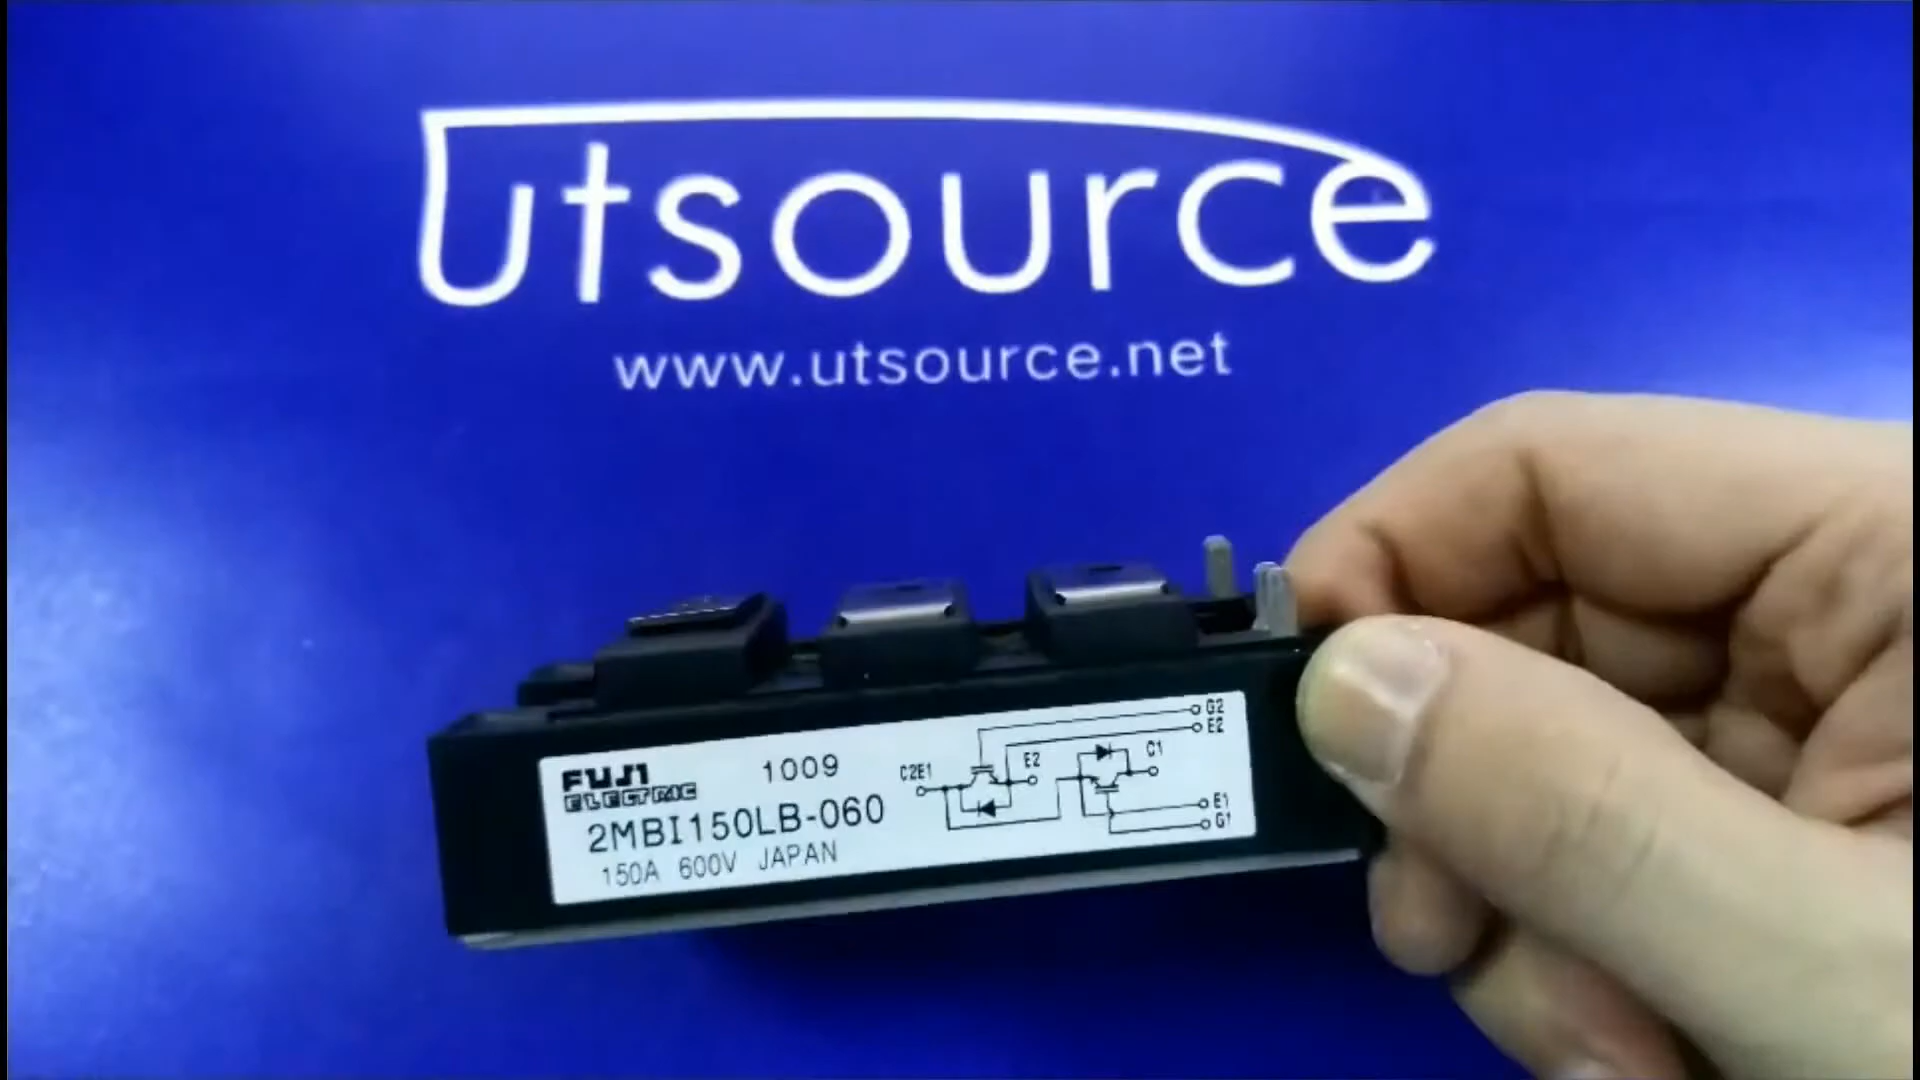 utsource
www.utsource.net
FUJI
ELECTRIC
1009
2MBI150LB-060
150A 600V JAPAN
G2
E2
C2E1
E2
C1
E1
G1